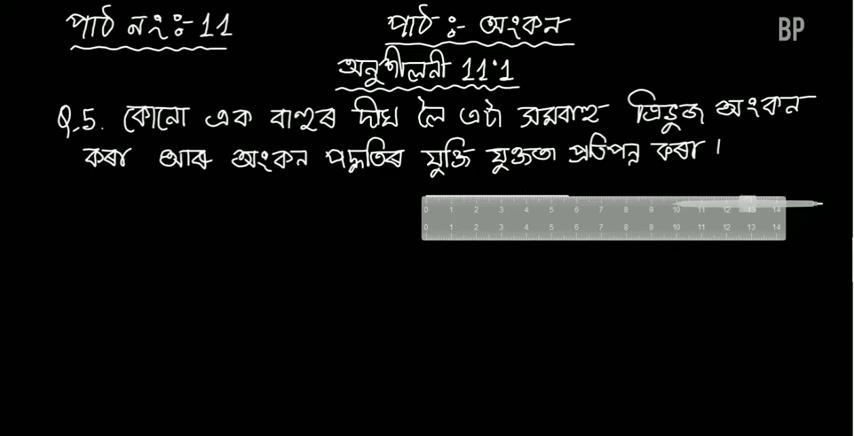 পাঠ নং:-11 পাঠ :- অংকন BP
অনুশীলনী 11.1
Q.5. কোনো এক বাহুৰ দীঘ লৈ এটা সমবাহু ত্ৰিভুজ অংকন
কৰা আৰু অংকন পদ্ধতিৰ যুক্তি যুক্ততা প্ৰতিপন্ন কৰা।
0 1 2 3 4 5 6 7 8 9 10 11 12 13 14
0 1 2 3 4 5 6 7 8 9 10 11 12 13 14